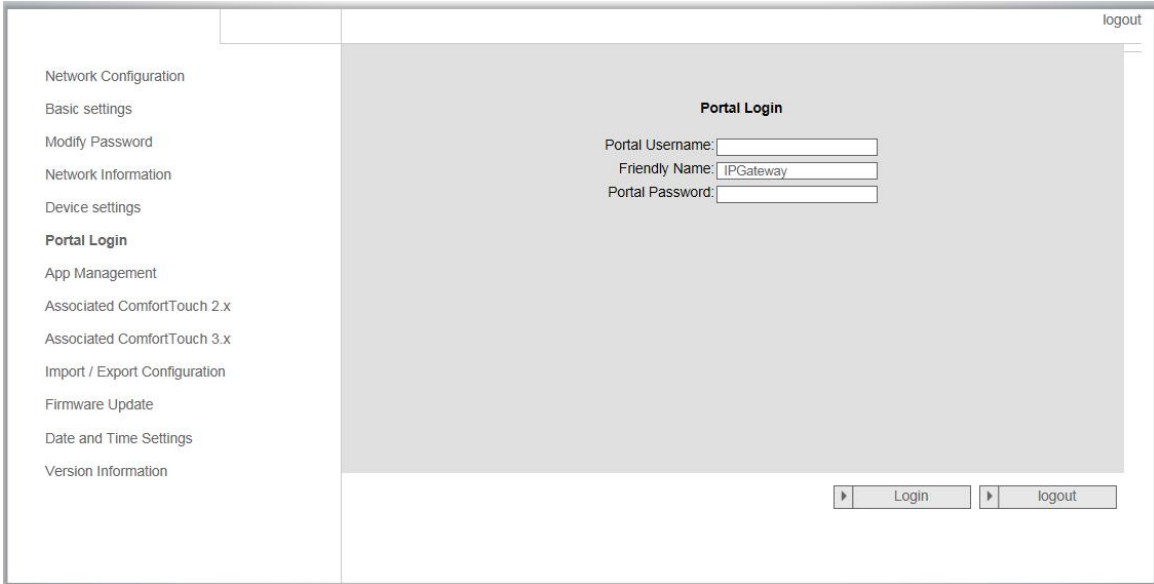 logout
Network Configuration
Basic settings
Modify Password
Network Information
Device settings
Portal Login
App Management
Associated ComfortTouch 2.x
Associated ComfortTouch 3.x
Import / Export Configuration
Firmware Update
Date and Time Settings
Version Information
Portal Login
Portal Username:
Friendly Name: IPGateway
Portal Password:
Login
logout